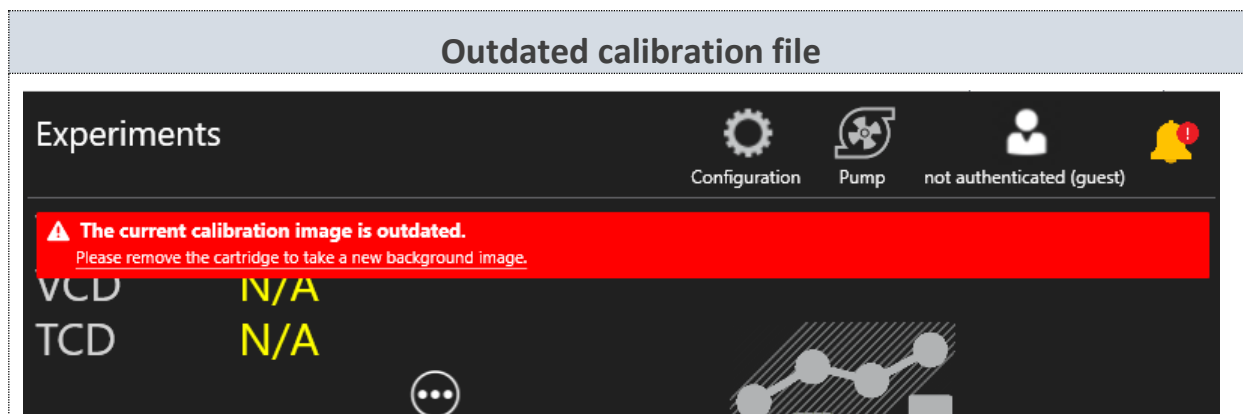 Outdated calibration file
Experiments
Configuration
Pump
not authenticated (guest)
The current calibration image is outdated.
Please remove the cartridge to take a new background image.
VCD N/A
TCD N/A